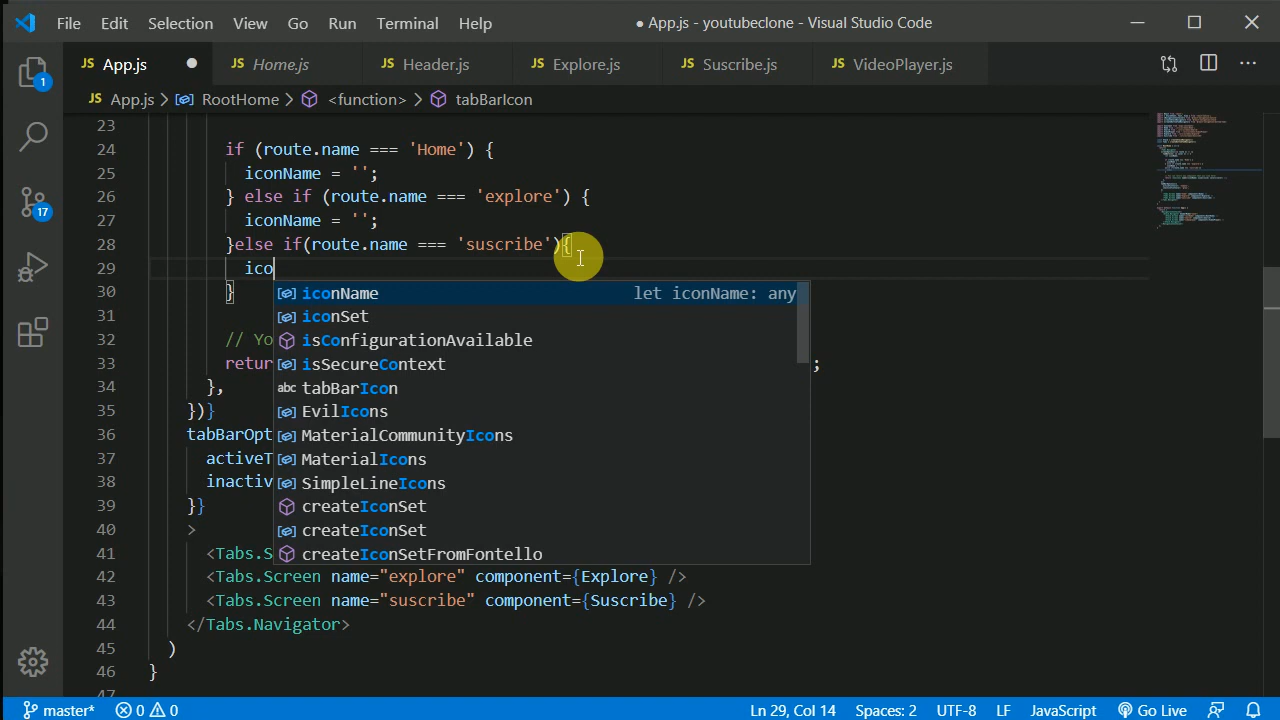 File Edit Selection View Go Run Terminal Help ● App.js - youtubeclone - Visual Studio Code
JS App.js ● JS Home.js JS Header.js JS Explore.js JS Suscribe.js JS VideoPlayer.js ···
1
JS App.js > RootHome > <function> > tabBarIcon
23
24 if (route.name === 'Home') {
25 iconName = '';
26 } else if (route.name === 'explore') {
17
27 iconName = '';
28 }else if(route.name === 'suscribe'){
29 ico
30 }
iconName let iconName: any
31
iconSet
32 // Yo
isConfigurationAvailable
33 retur ;
isSecureContext
34 },
tabBarIcon
35 })}
EvilIcons
36 tabBarOpt
MaterialCommunityIcons
37 activeT
MaterialIcons
38 inactiv
SimpleLineIcons
39 }}
createIconSet
40 >
createIconSet
41 <Tabs.S
createIconSetFromFontello
42 <Tabs.Screen name="explore" component={Explore} />
43 <Tabs.Screen name="suscribe" component={Suscribe} />
44 </Tabs.Navigator>
45 )
46 }
47
master* 0 0 Ln 29, Col 14 Spaces: 2 UTF-8 LF JavaScript Go Live